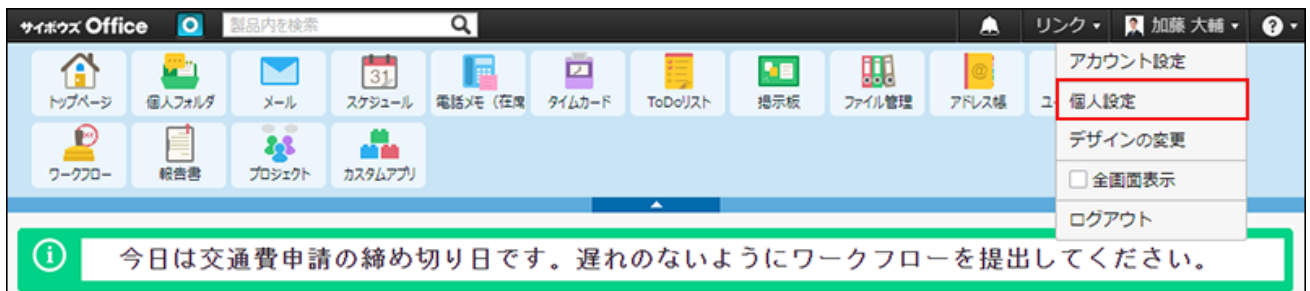 サイボウズ Office 製品内を検索 リンク 加藤 大輔 ?
トップページ 個人フォルダ メール スケジュール 電話メモ（在席 タイムカード ToDoリスト 掲示板 ファイル管理 アドレス帳
ワークフロー 報告書 プロジェクト カスタムアプリ
アカウント設定
個人設定
デザインの変更
全画面表示
ログアウト
今日は交通費申請の締め切り日です。遅れのないようにワークフローを提出してください。